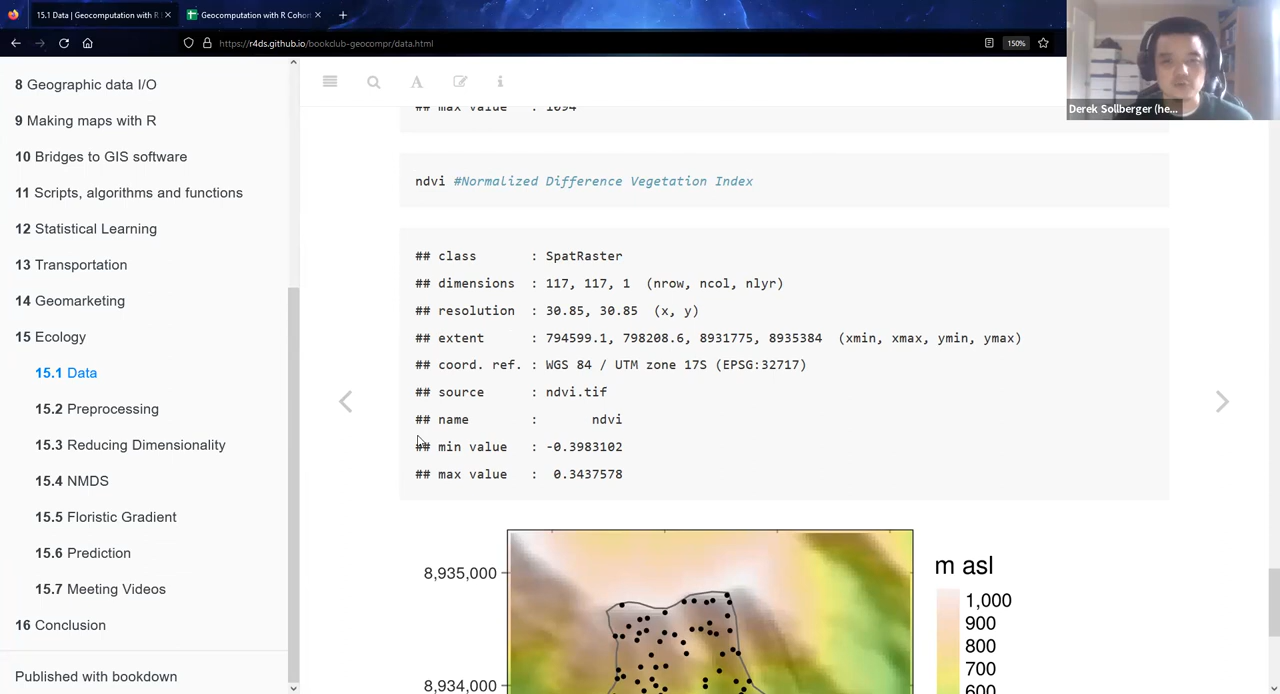 15.1 Data | Geocomputation with R
Geocomputation with R Cohor
https://r4ds.github.io/bookclub-geocompr/data.html
150%
Derek Sollberger (he...
8 Geographic data I/O
9 Making maps with R
10 Bridges to GIS software
11 Scripts, algorithms and functions
12 Statistical Learning
13 Transportation
14 Geomarketing
15 Ecology
15.1 Data
15.2 Preprocessing
15.3 Reducing Dimensionality
15.4 NMDS
15.5 Floristic Gradient
15.6 Prediction
15.7 Meeting Videos
16 Conclusion
Published with bookdown
## max value : 1094
ndvi #Normalized Difference Vegetation Index
## class : SpatRaster
## dimensions : 117, 117, 1 (nrow, ncol, nlyr)
## resolution : 30.85, 30.85 (x, y)
## extent : 794599.1, 798208.6, 8931775, 8935384 (xmin, xmax, ymin, ymax)
## coord. ref. : WGS 84 / UTM zone 17S (EPSG:32717)
## source : ndvi.tif
## name : ndvi
## min value : -0.3983102
## max value : 0.3437578
8,935,000
8,934,000
m asl
1,000
900
800
700
600